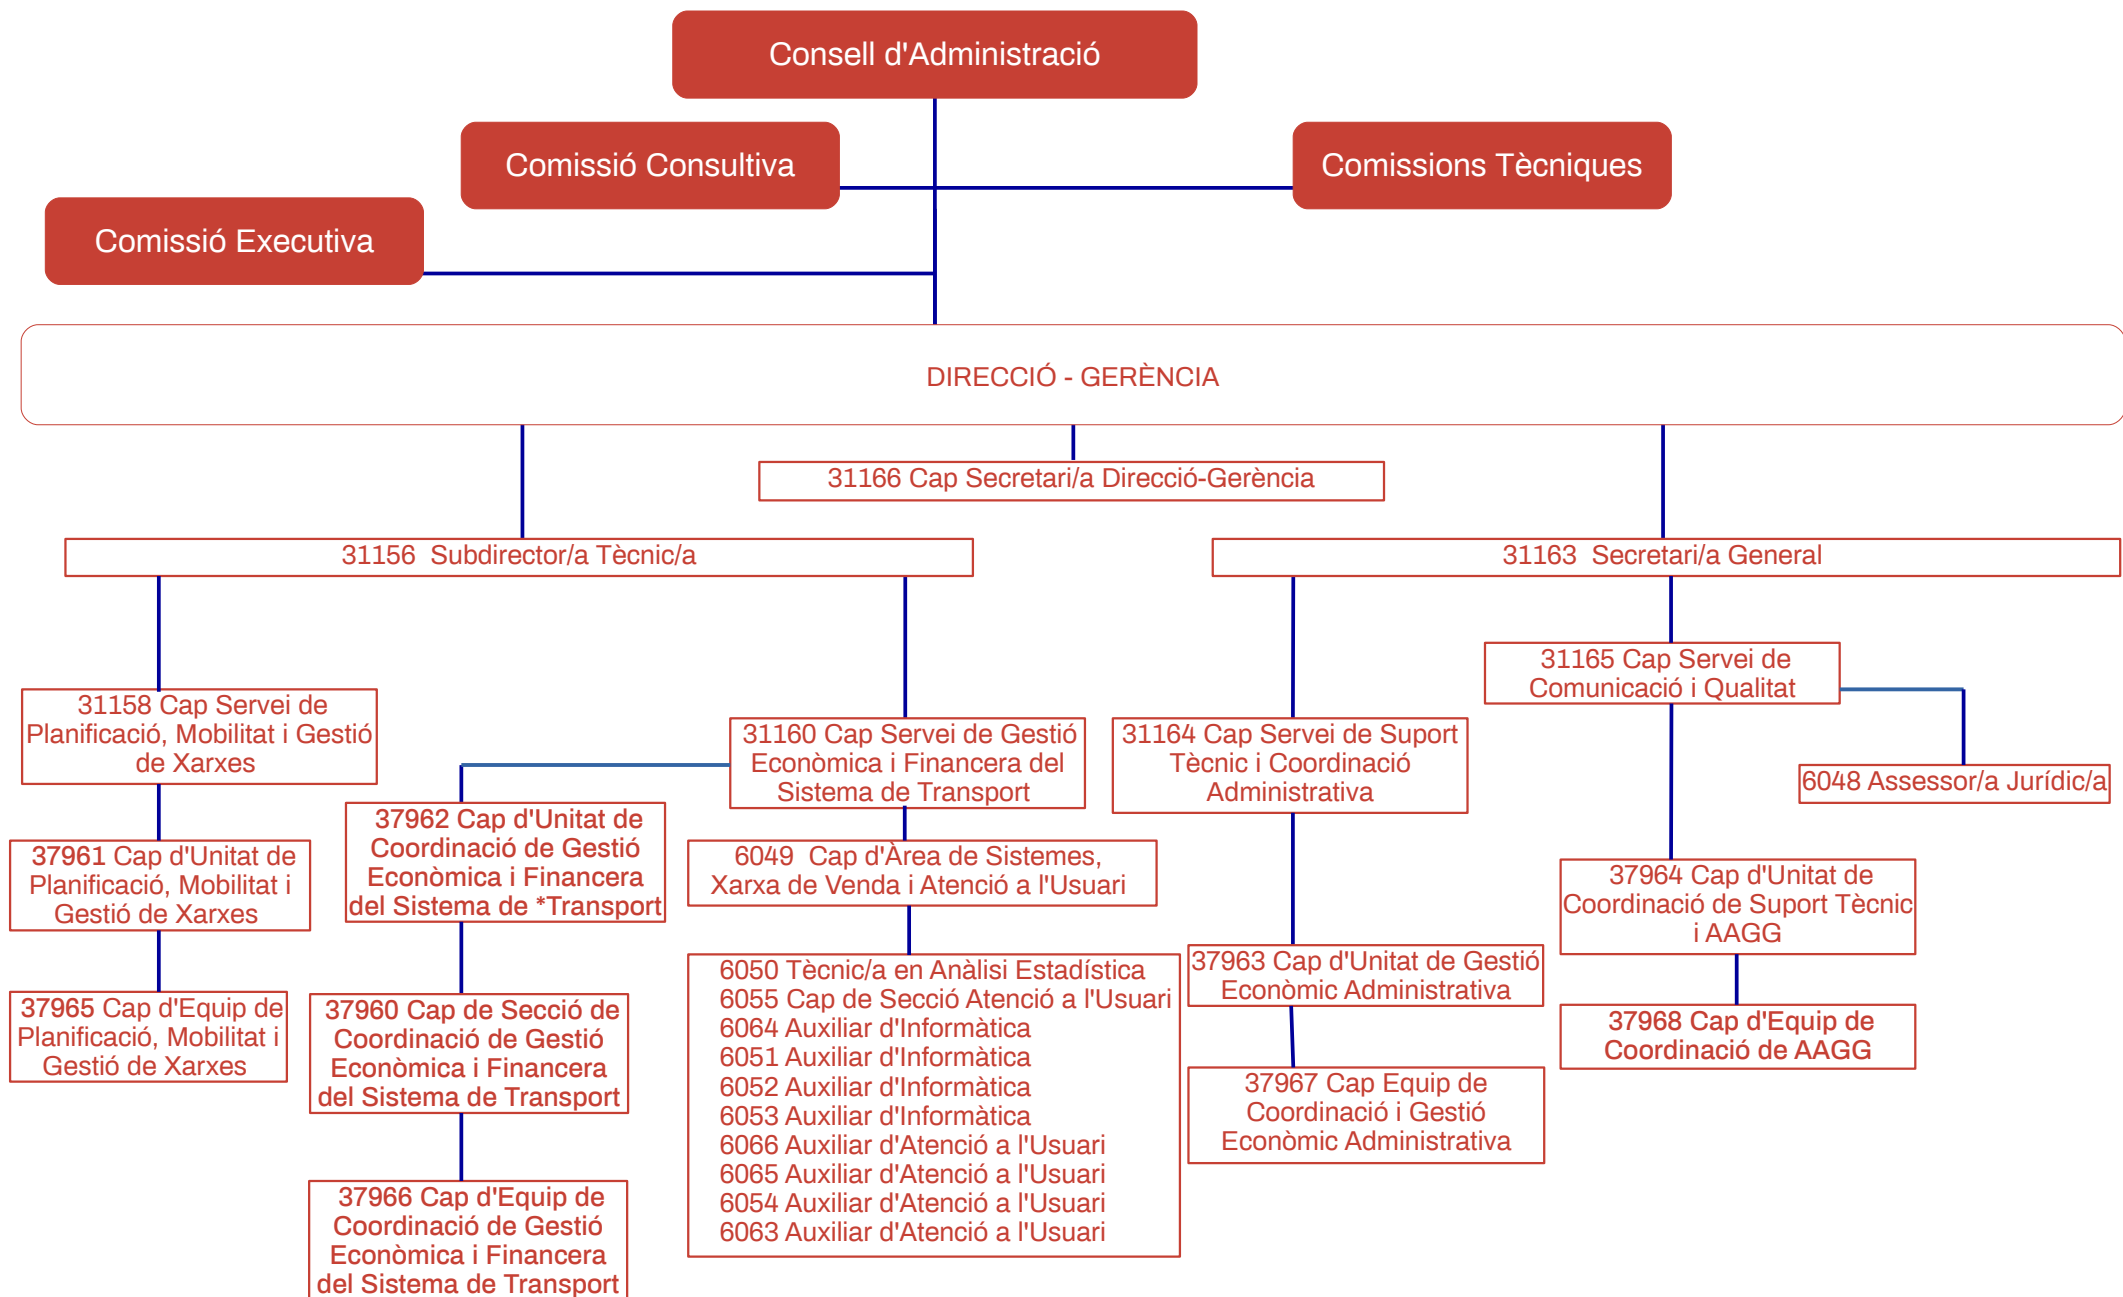 Consell d'Administració
Comissió Consultiva
Comissions Tècniques
Comissió Executiva
DIRECCIÓ - GERÈNCIA
31166 Cap Secretari/a Direcció-Gerència
31156 Subdirector/a Tècnic/a
31163 Secretari/a General
31158 Cap Servei de
Planificació, Mobilitat i Gestió
de Xarxes
37961 Cap d'Unitat de
Planificació, Mobilitat i
Gestió de Xarxes
37965 Cap d'Equip de
Planificació, Mobilitat i
Gestió de Xarxes
31160 Cap Servei de Gestió
Econòmica i Financera del
Sistema de Transport
37962 Cap d'Unitat de
Coordinació de Gestió
Econòmica i Financera
del Sistema de *Transport
37960 Cap de Secció de
Coordinació de Gestió
Econòmica i Financera
del Sistema de Transport
37966 Cap d'Equip de
Coordinació de Gestió
Econòmica i Financera
del Sistema de Transport
6049 Cap d'Àrea de Sistemes,
Xarxa de Venda i Atenció a l'Usuari
6050 Tècnic/a en Anàlisi Estadística
6055 Cap de Secció Atenció a l'Usuari
6064 Auxiliar d'Informàtica
6051 Auxiliar d'Informàtica
6052 Auxiliar d'Informàtica
6053 Auxiliar d'Informàtica
6066 Auxiliar d'Atenció a l'Usuari
6065 Auxiliar d'Atenció a l'Usuari
6054 Auxiliar d'Atenció a l'Usuari
6063 Auxiliar d'Atenció a l'Usuari
31164 Cap Servei de Suport
Tècnic i Coordinació
Administrativa
37963 Cap d'Unitat de Gestió
Econòmic Administrativa
37967 Cap Equip de
Coordinació i Gestió
Econòmic Administrativa
31165 Cap Servei de
Comunicació i Qualitat
6048 Assessor/a Jurídic/a
37964 Cap d'Unitat de
Coordinació de Suport Tècnic
i AAGG
37968 Cap d'Equip de
Coordinació de AAGG